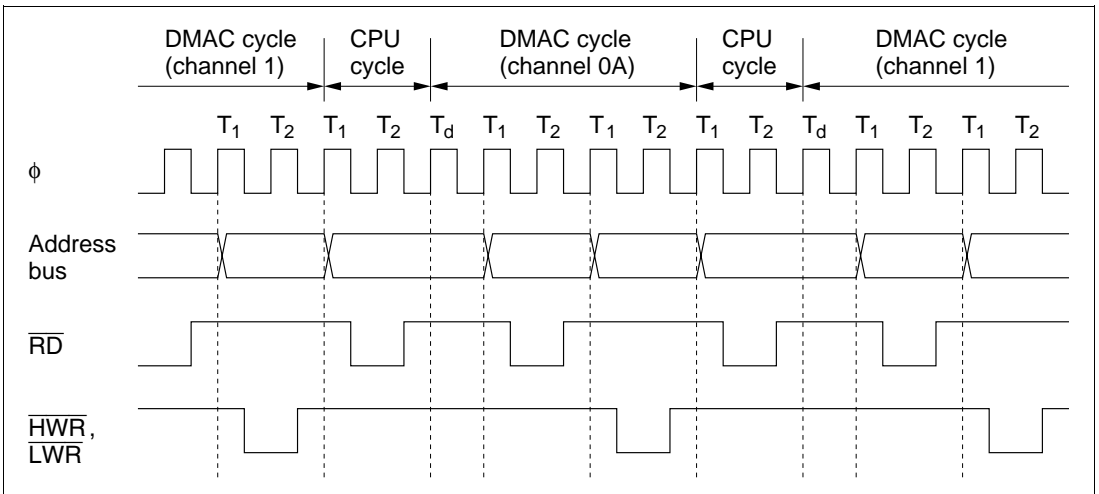 DMAC cycle (channel 1)
CPU cycle
DMAC cycle (channel 0A)
CPU cycle
DMAC cycle (channel 1)
T1 T2 T1 T2 Td T1 T2 T1 T2 T1 T2 Td T1 T2 T1 T2
ϕ
Address
bus
RD
HWR,
LWR